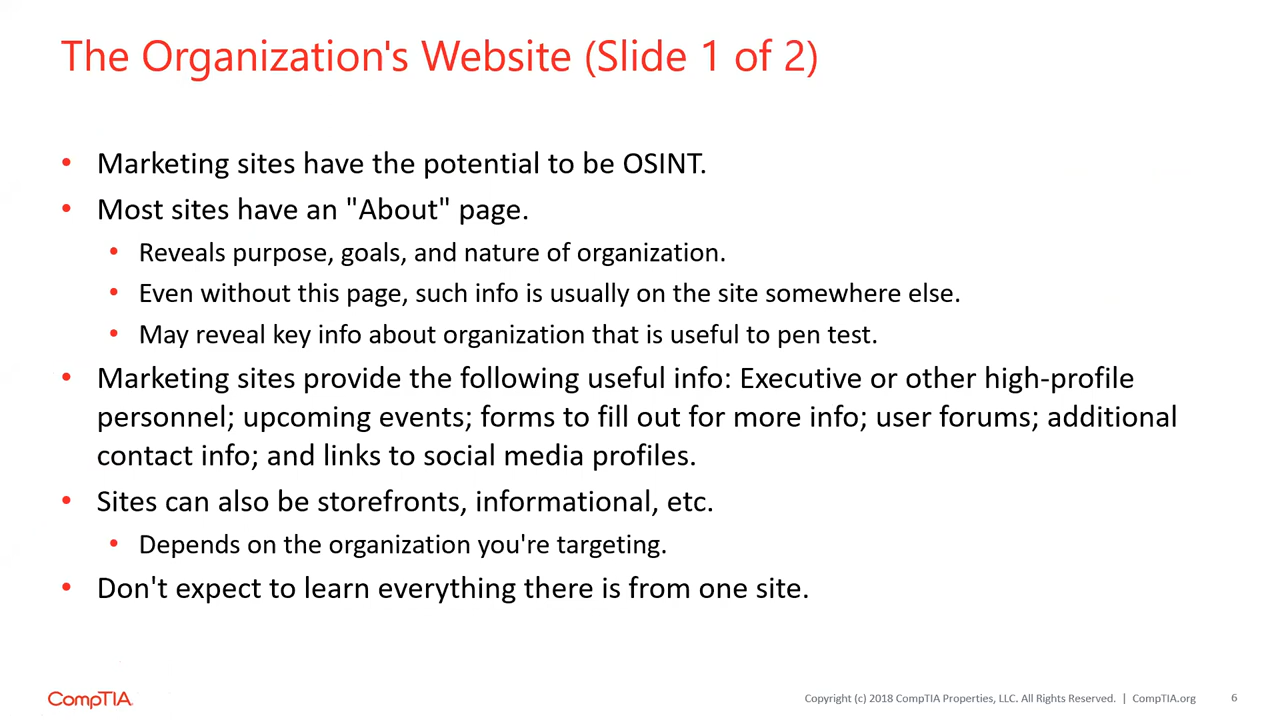 The Organization's Website (Slide 1 of 2)
• Marketing sites have the potential to be OSINT.
• Most sites have an "About" page.
• Reveals purpose, goals, and nature of organization.
• Even without this page, such info is usually on the site somewhere else.
• May reveal key info about organization that is useful to pen test.
• Marketing sites provide the following useful info: Executive or other high-profile
personnel; upcoming events; forms to fill out for more info; user forums; additional
contact info; and links to social media profiles.
• Sites can also be storefronts, informational, etc.
• Depends on the organization you're targeting.
• Don't expect to learn everything there is from one site.
CompTIA. Copyright (c) 2018 CompTIA Properties, LLC. All Rights Reserved. | CompTIA.org 6